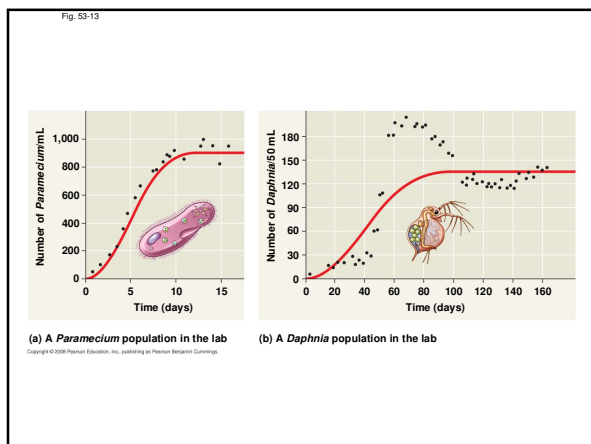 Fig. 53-13
Number of Paramecium/mL
1,000
800
600
400
200
0
0 5 10 15
Time (days)
(a) A Paramecium population in the lab
Number of Daphnia/50 mL
180
150
120
90
60
30
0
0 20 40 60 80 100 120 140 160
Time (days)
(b) A Daphnia population in the lab
Copyright © 2008 Pearson Education, Inc., publishing as Pearson Benjamin Cummings.